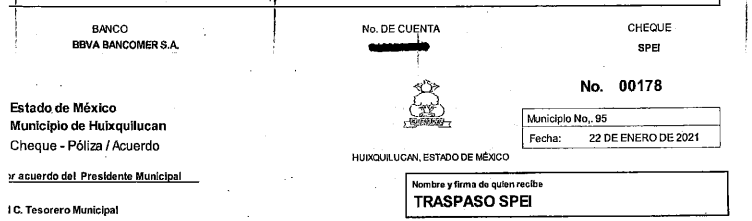 BANCO
BBVA BANCOMER S.A.
No. DE CUENTA
CHEQUE
SPEI
No. 00178
Estado de México
Municipio de Huixquilucan
Cheque - Póliza / Acuerdo
Municipio No,. 95
Fecha: 22 DE ENERO DE 2021
HUIXQUILUCAN, ESTADO DE MÉXICO
or acuerdo del Presidente Municipal
Nombre y firma de quien recibe
TRASPASO SPEI
l C. Tesorero Municipal